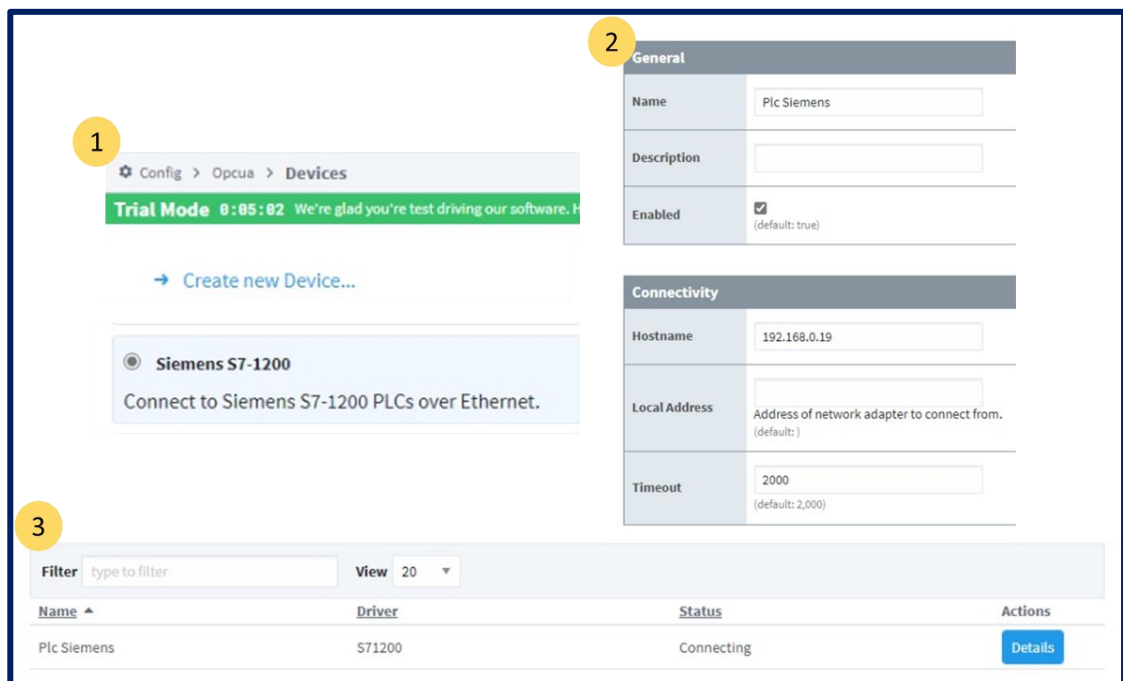 1
Config > Opcua > Devices
Trial Mode 0:05:02 We're glad you're test driving our software. H
→ Create new Device...
Siemens S7-1200
Connect to Siemens S7-1200 PLCs over Ethernet.
2
General
Name Plc Siemens
Description
Enabled
(default: true)
Connectivity
Hostname 192.168.0.19
Local Address
Address of network adapter to connect from.
(default: )
Timeout 2000
(default: 2,000)
3
Filter type to filter View 20
Name Driver Status Actions
Plc Siemens S71200 Connecting Details